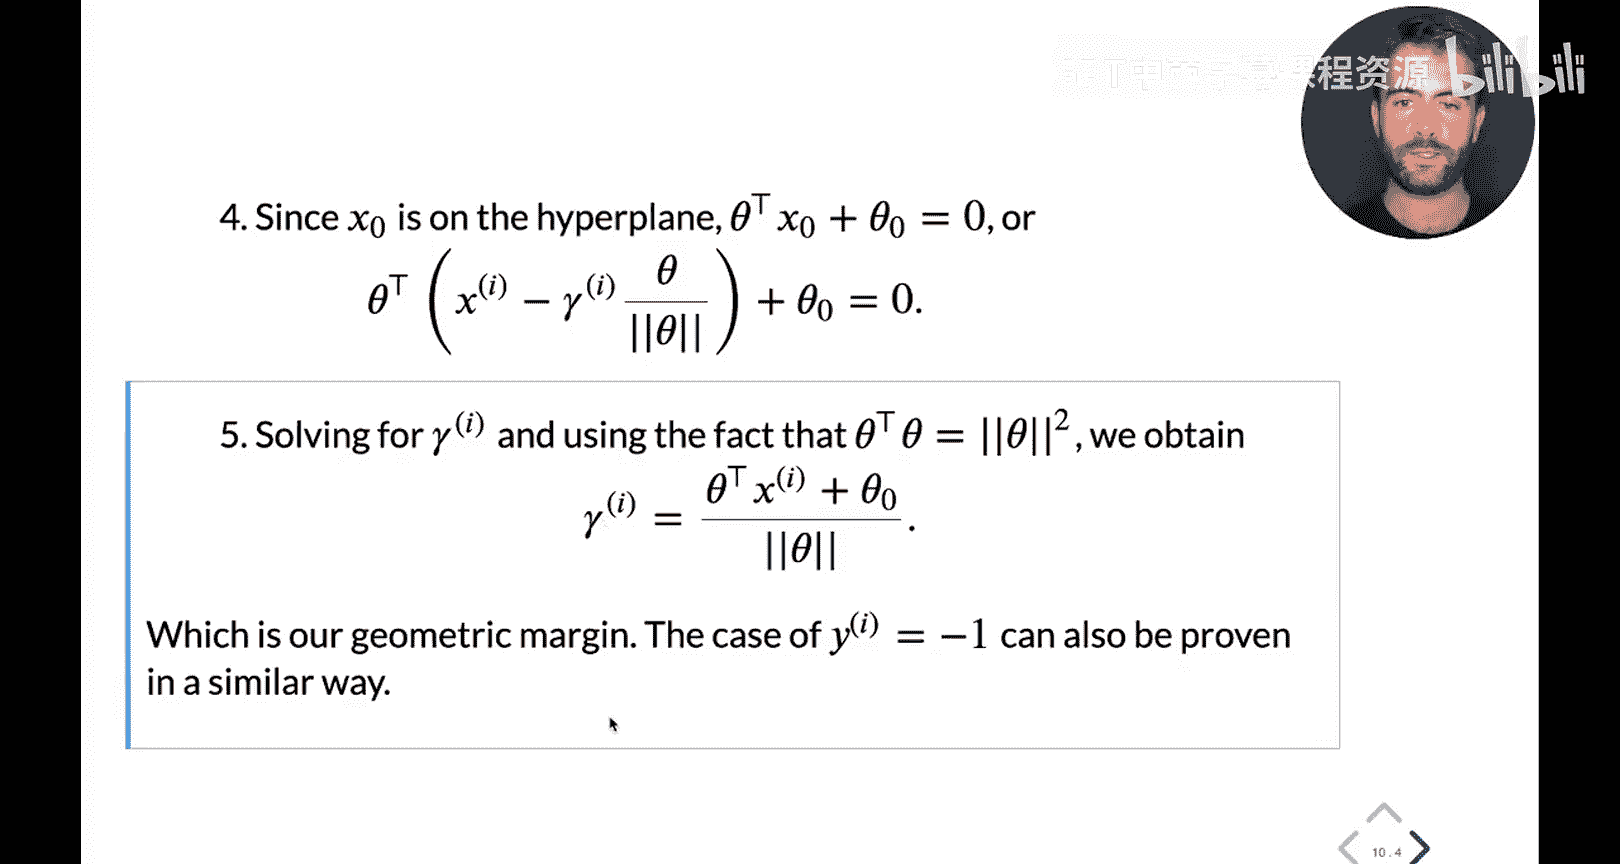 课程资源 bilibili
4. Since x₀ is on the hyperplane, θ⊤ x₀ + θ₀ = 0, or
θ⊤ ( x⁽ⁱ⁾ − γ⁽ⁱ⁾ θ / ||θ|| ) + θ₀ = 0.
5. Solving for γ⁽ⁱ⁾ and using the fact that θ⊤ θ = ||θ||², we obtain
γ⁽ⁱ⁾ = θ⊤ x⁽ⁱ⁾ + θ₀ / ||θ|| .
Which is our geometric margin. The case of y⁽ⁱ⁾ = −1 can also be proven
in a similar way.
10.4